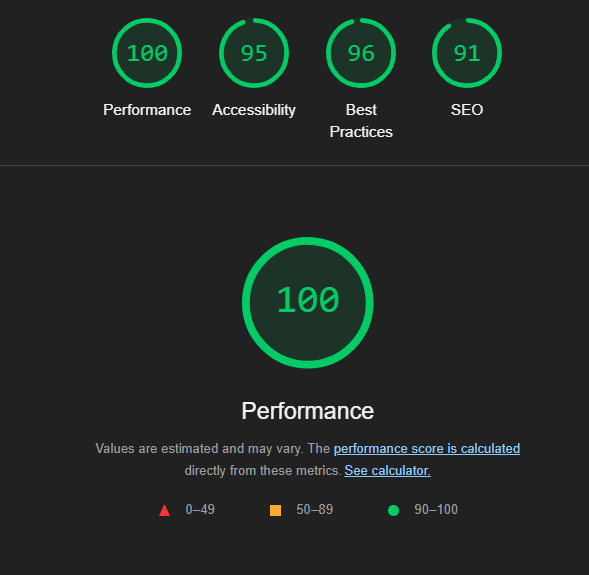 100 95 96 91
Performance Accessibility Best Practices SEO
100
Performance
Values are estimated and may vary. The performance score is calculated
directly from these metrics. See calculator.
0–49 50–89 90–100